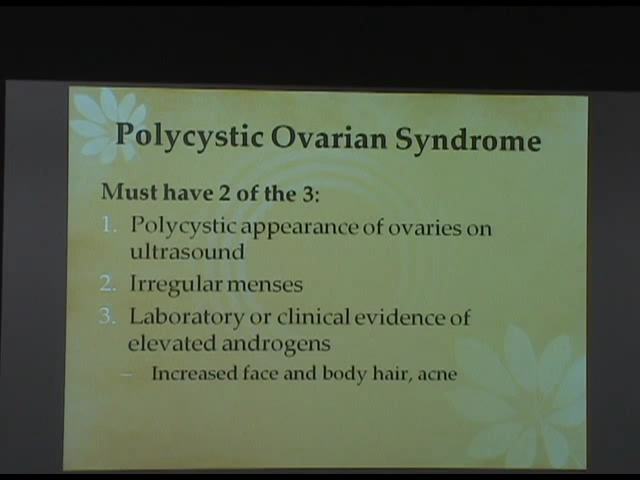 Polycystic Ovarian Syndrome
Must have 2 of the 3:
1. Polycystic appearance of ovaries on
ultrasound
2. Irregular menses
3. Laboratory or clinical evidence of
elevated androgens
– Increased face and body hair, acne